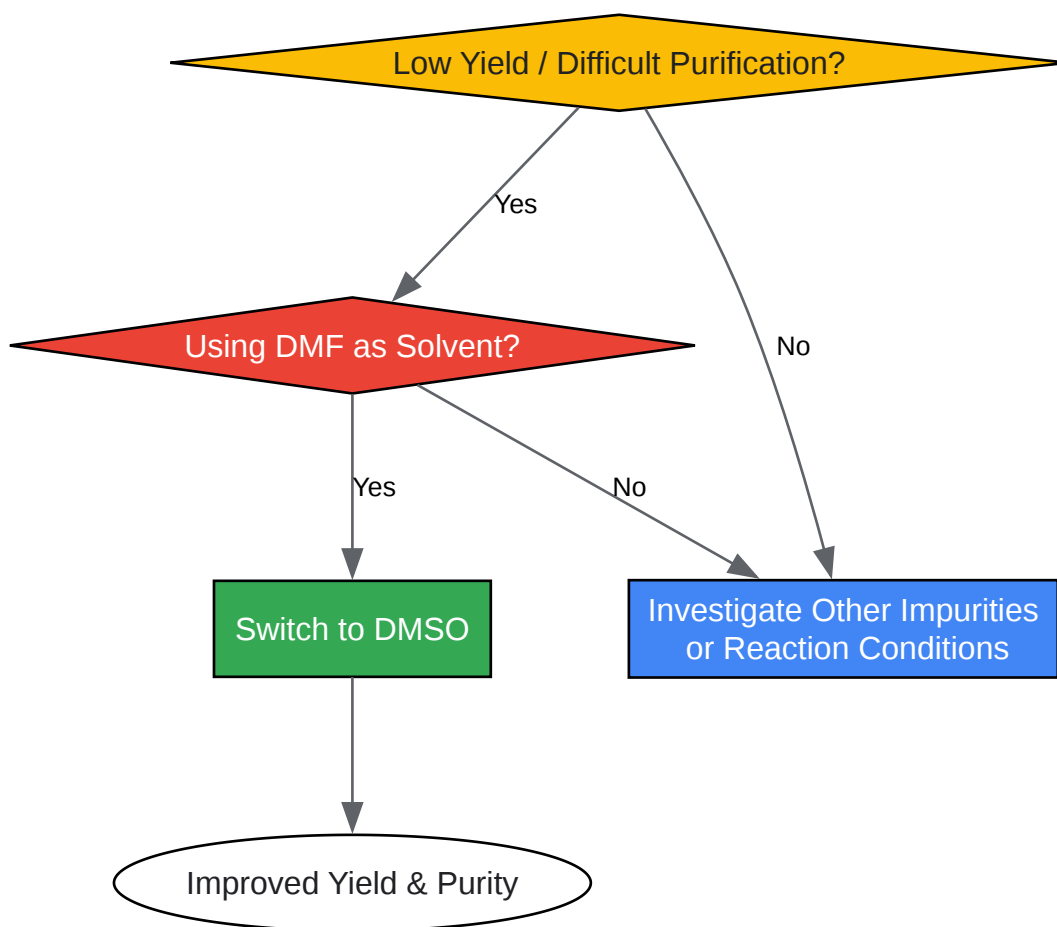 Low Yield / Difficult Purification?
Yes
No
Using DMF as Solvent?
Yes
No
Switch to DMSO
Investigate Other Impurities
or Reaction Conditions
Improved Yield & Purity